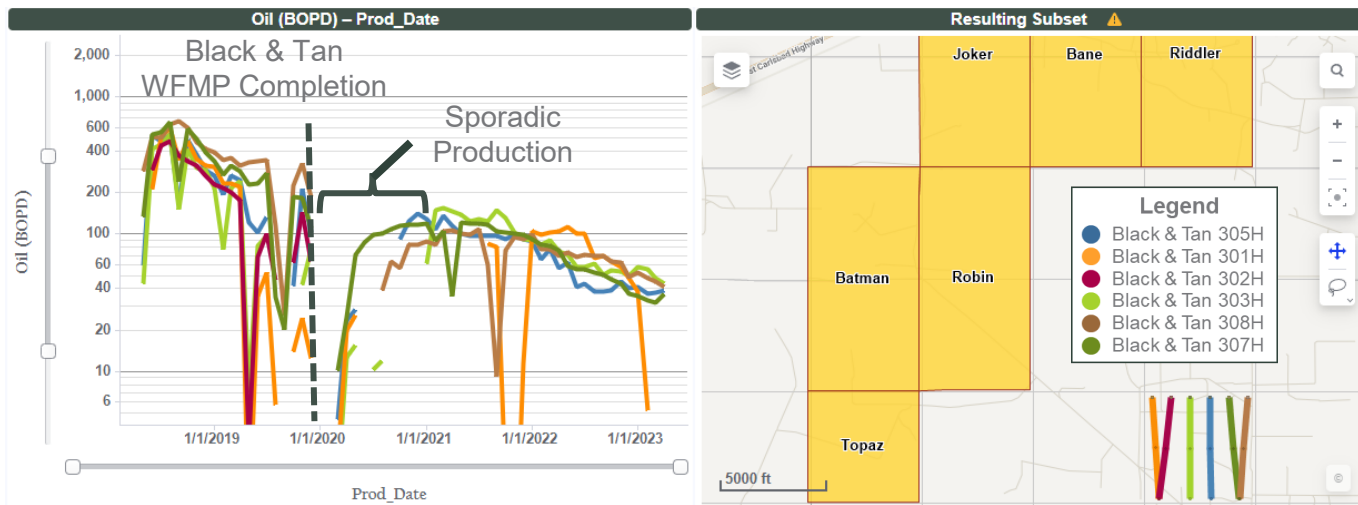 Oil (BOPD) – Prod_Date
Black & Tan
WFMP Completion
Sporadic
Production
Oil (BOPD)
2,000
1,000
600
400
200
100
60
40
20
10
6
1/1/2019
1/1/2020
1/1/2021
1/1/2022
1/1/2023
Prod_Date
Resulting Subset
st Carlsbad Highway
Joker
Bane
Riddler
Batman
Robin
Topaz
Legend
Black & Tan 305H
Black & Tan 301H
Black & Tan 302H
Black & Tan 303H
Black & Tan 308H
Black & Tan 307H
5000 ft
©